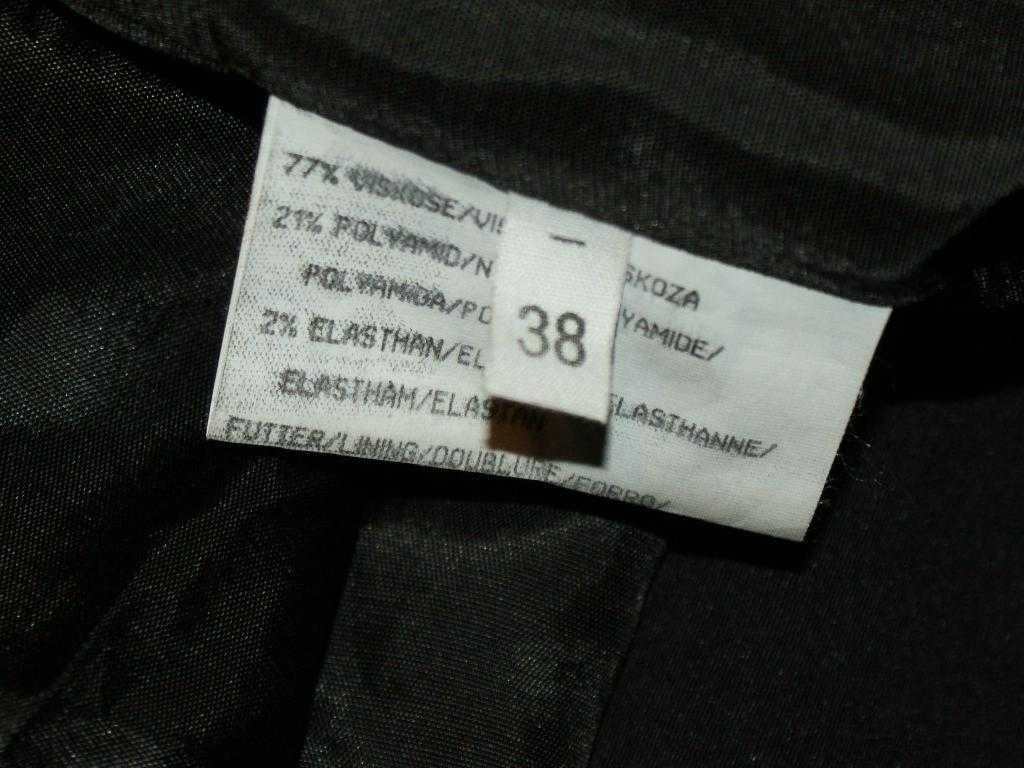 77% VISKOSE/VIS SKOZA
21% POLYAMID/N YAMIDE/
POLYAMIDA/PO
2% ELASTHAN/EL ELASTHANNE/
ELASTHAM/ELASTAN
FUTTER/LINING/DOUBLURE/FORRO/
38